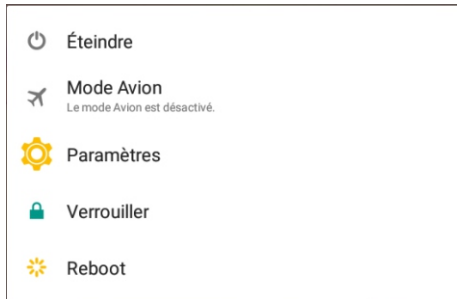 Éteindre
Mode Avion
Le mode Avion est désactivé.
Paramètres
Verrouiller
Reboot